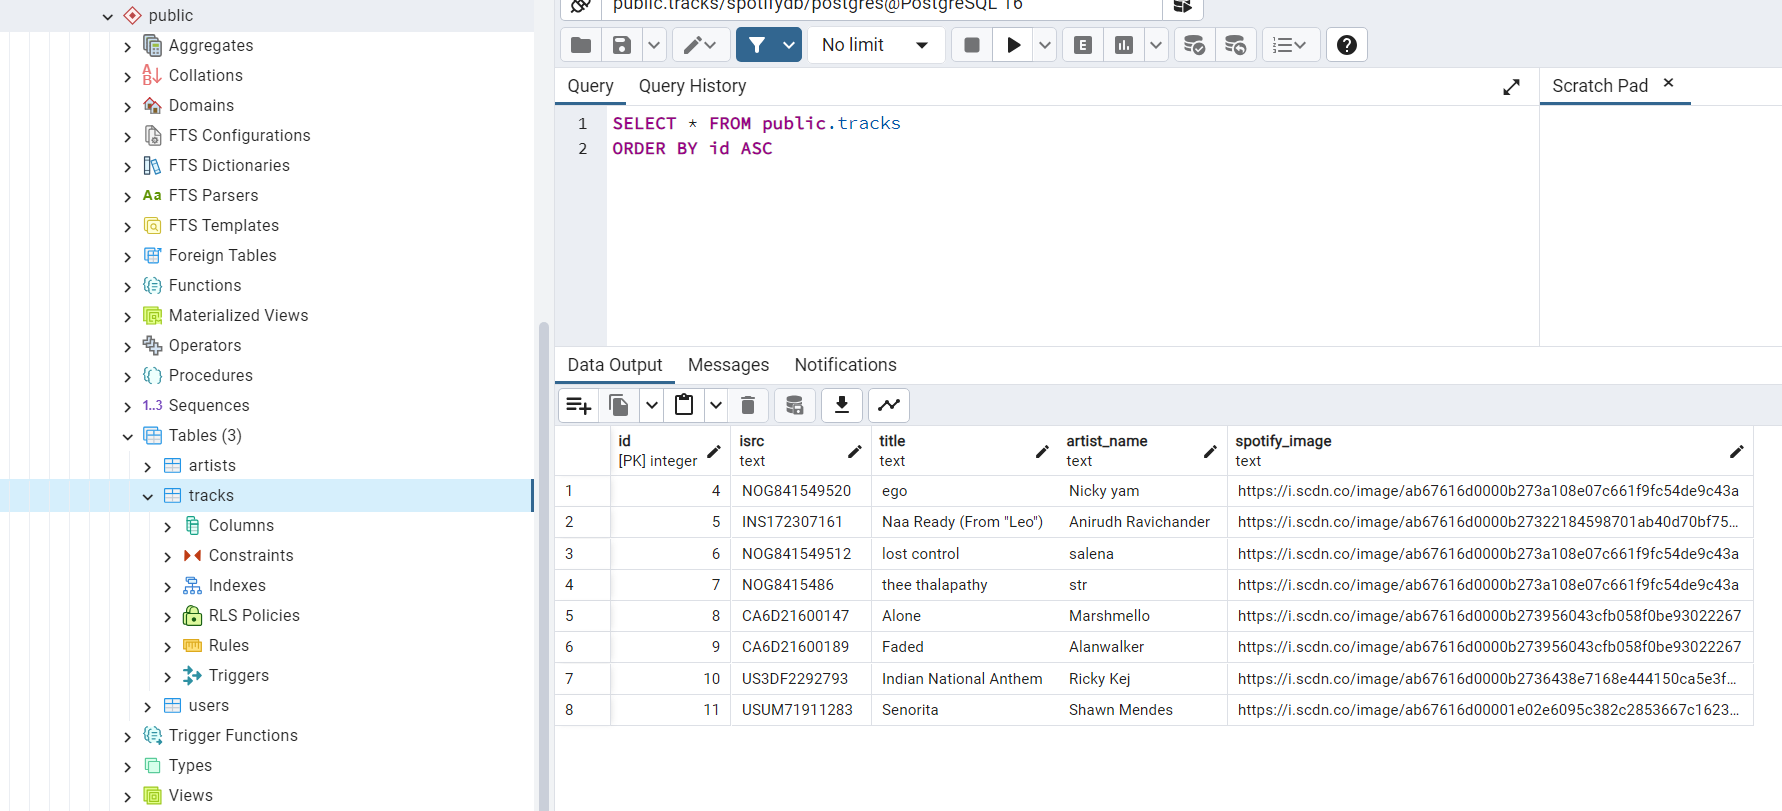 public
Aggregates
Collations
Domains
FTS Configurations
FTS Dictionaries
Aa FTS Parsers
FTS Templates
Foreign Tables
Functions
Materialized Views
Operators
Procedures
1..3 Sequences
Tables (3)
artists
tracks
Columns
Constraints
Indexes
RLS Policies
Rules
Triggers
users
Trigger Functions
Types
Views
public.tracks/spotifydb/postgres@PostgreSQL 16
No limit
E
Query Query History
Scratch Pad
1 SELECT * FROM public.tracks
2 ORDER BY id ASC
Data Output Messages Notifications
id isrc title artist_name spotify_image
[PK] integer text text text text
1 4 NOG841549520 ego Nicky yam https://i.scdn.co/image/ab67616d0000b273a108e07c661f9fc54de9c43a
2 5 INS172307161 Naa Ready (From "Leo") Anirudh Ravichander https://i.scdn.co/image/ab67616d0000b27322184598701ab40d70bf75...
3 6 NOG841549512 lost control salena https://i.scdn.co/image/ab67616d0000b273a108e07c661f9fc54de9c43a
4 7 NOG8415486 thee thalapathy str https://i.scdn.co/image/ab67616d0000b273a108e07c661f9fc54de9c43a
5 8 CA6D21600147 Alone Marshmello https://i.scdn.co/image/ab67616d0000b273956043cfb058f0be93022267
6 9 CA6D21600189 Faded Alanwalker https://i.scdn.co/image/ab67616d0000b273956043cfb058f0be93022267
7 10 US3DF2292793 Indian National Anthem Ricky Kej https://i.scdn.co/image/ab67616d0000b2736438e7168e444150ca5e3f...
8 11 USUM71911283 Senorita Shawn Mendes https://i.scdn.co/image/ab67616d00001e02e6095c382c2853667c1623...